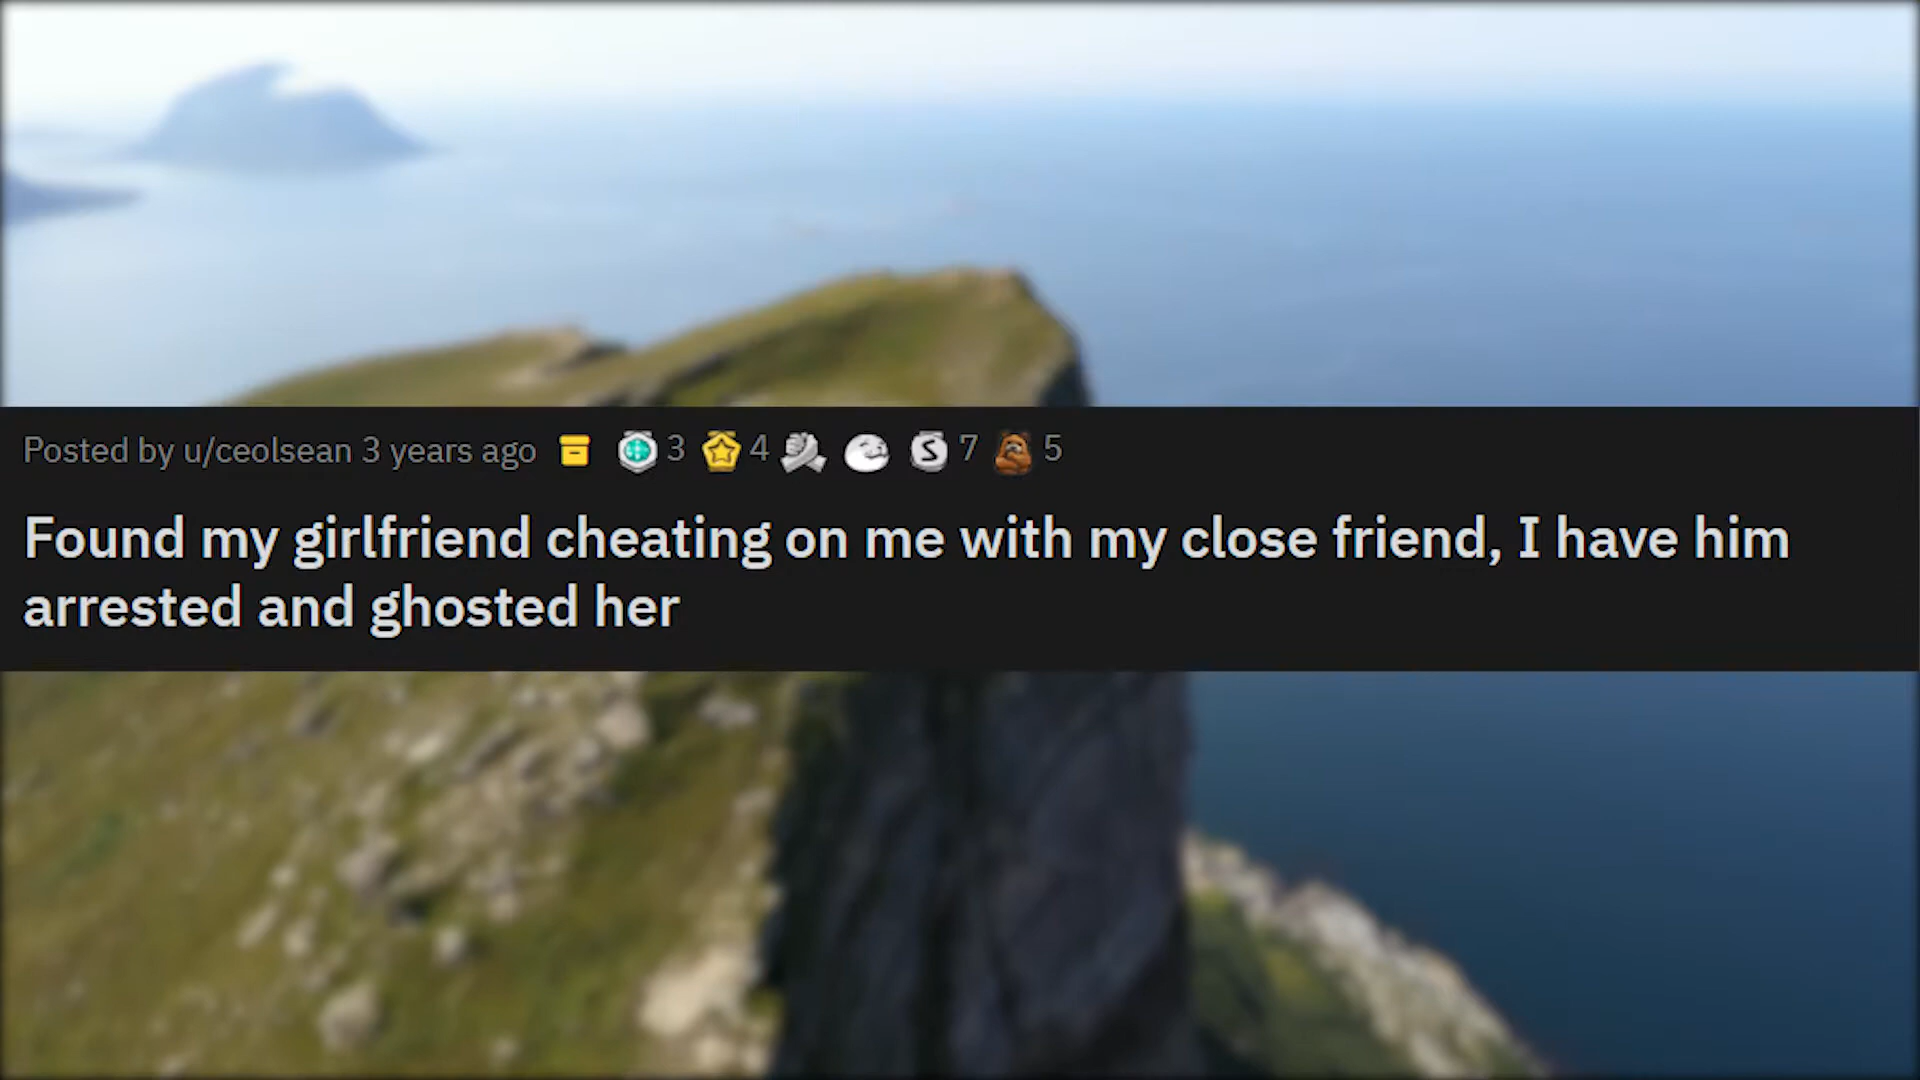 Posted by u/ceolsean 3 years ago 3 4 S 7 5
Found my girlfriend cheating on me with my close friend, I have him
arrested and ghosted her